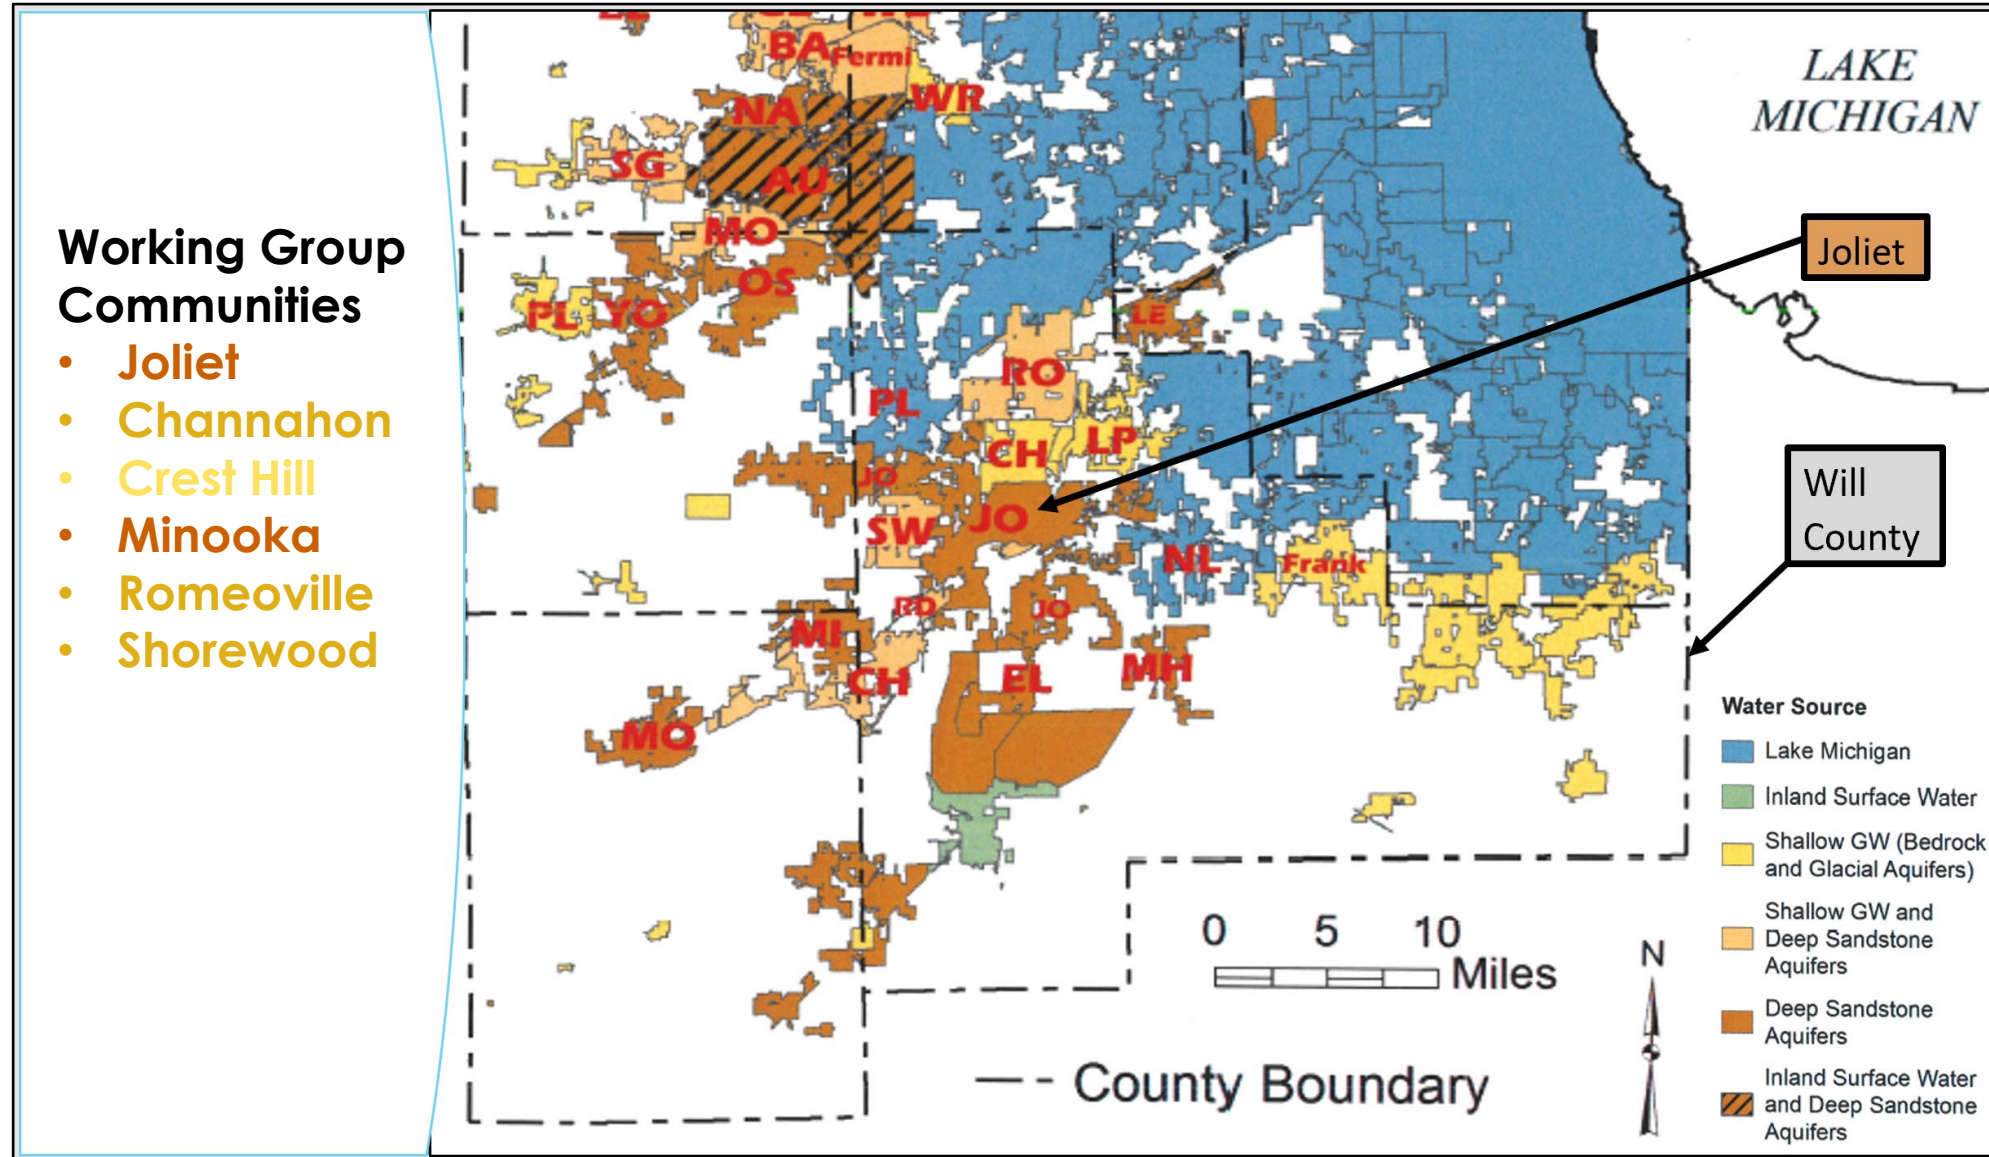 Working Group
Communities
• Joliet
• Channahon
• Crest Hill
• Minooka
• Romeoville
• Shorewood
BA
Fermi
NA
WR
SG
AU
MO
OS
PL
YO
LE
RO
PL
CH
LP
JO
SW
JO
NL
Frank
RD
JO
MI
CH
EL
MH
MO
LAKE
MICHIGAN
Joliet
Will
County
Water Source
Lake Michigan
Inland Surface Water
Shallow GW (Bedrock
and Glacial Aquifers)
Shallow GW and
Deep Sandstone
Aquifers
Deep Sandstone
Aquifers
Inland Surface Water
and Deep Sandstone
Aquifers
0 5 10
Miles
N
County Boundary